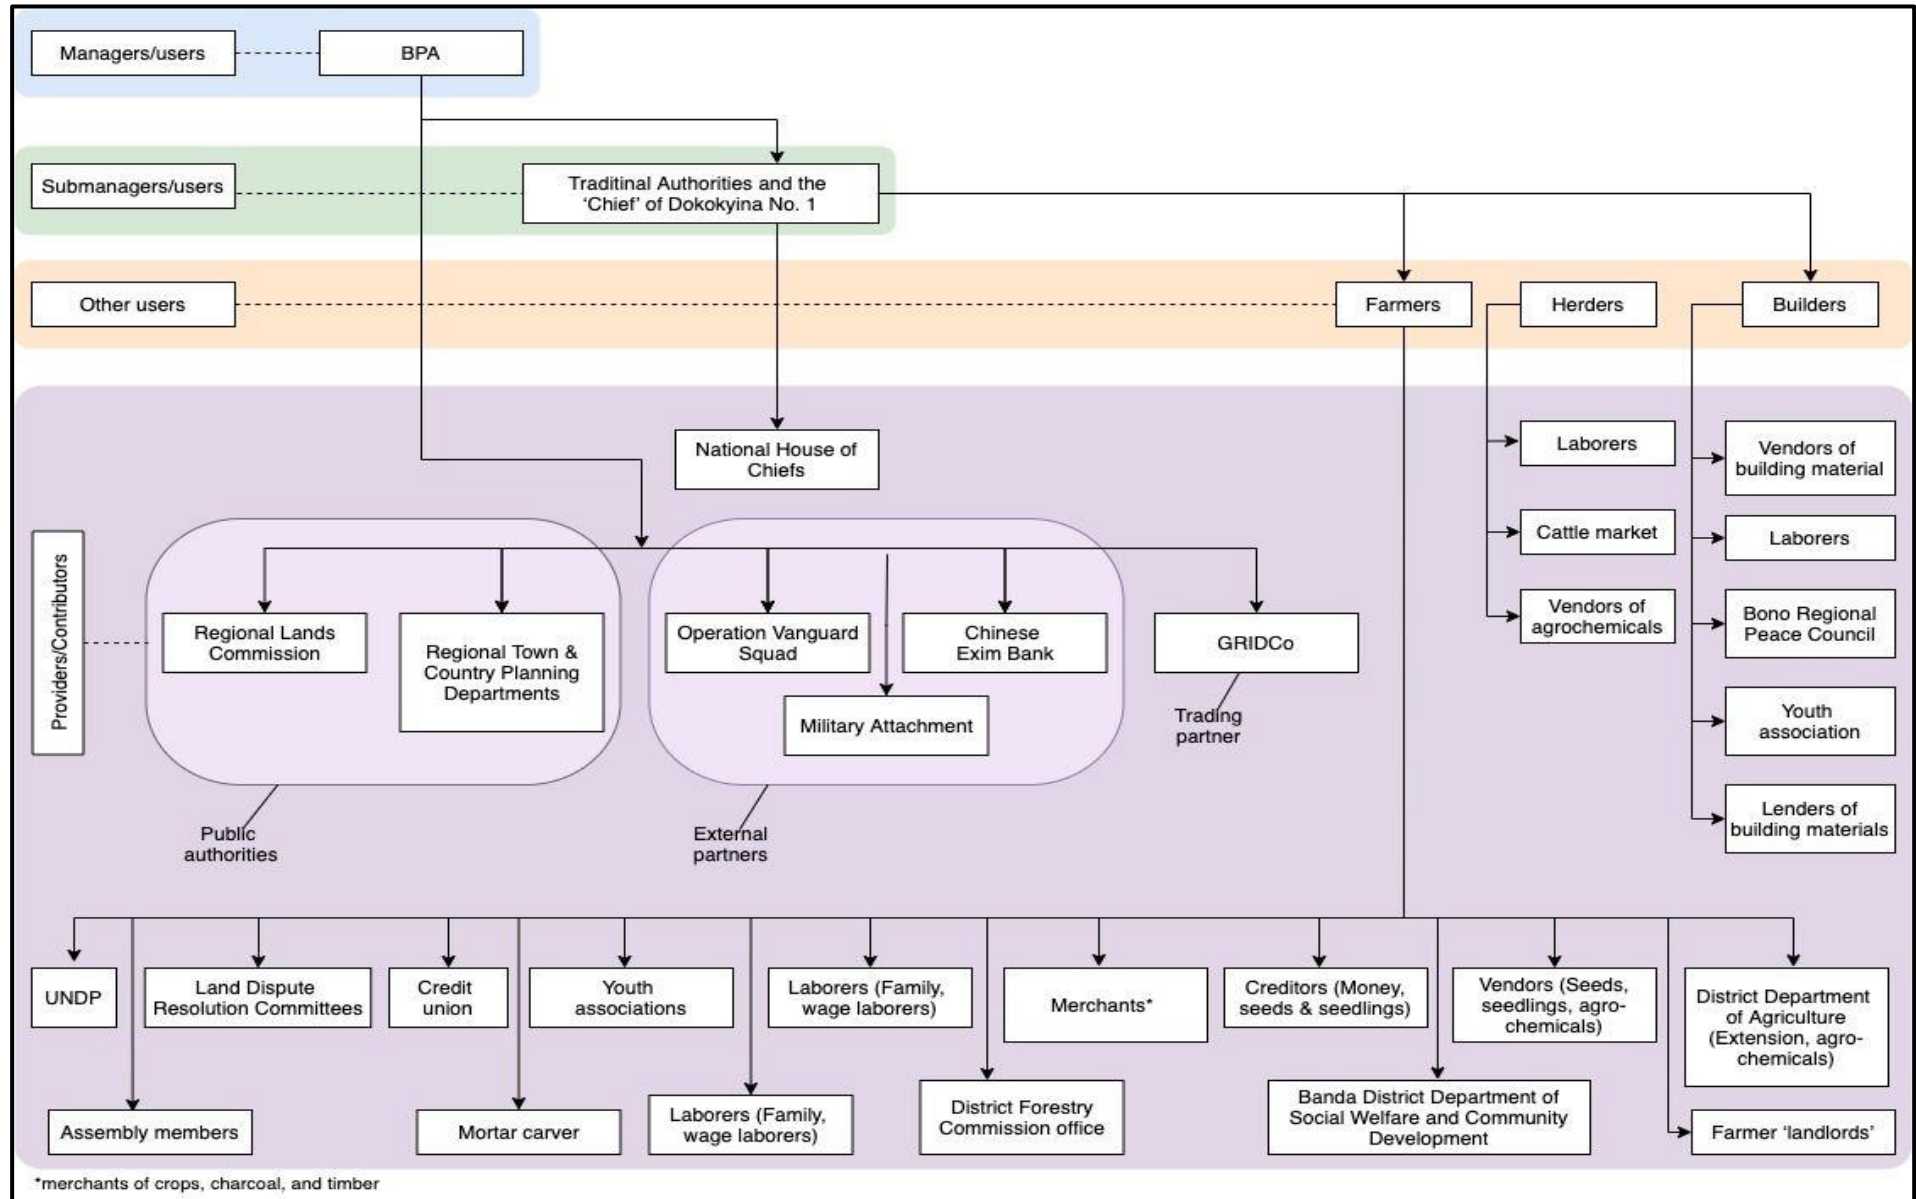 Managers/users
BPA
Submanagers/users
Traditinal Authorities and the
‘Chief’ of Dokokyina No. 1
Other users
Farmers
Herders
Builders
National House of
Chiefs
Laborers
Vendors of
building material
Cattle market
Laborers
Vendors of
agrochemicals
Bono Regional
Peace Council
Youth
association
Lenders of
building materials
Providers/Contributors
Regional Lands
Commission
Regional Town &
Country Planning
Departments
Operation Vanguard
Squad
Chinese
Exim Bank
Military Attachment
GRIDCo
Trading
partner
Public
authorities
External
partners
UNDP
Land Dispute
Resolution Committees
Credit
union
Youth
associations
Laborers (Family,
wage laborers)
Merchants*
Creditors (Money,
seeds & seedlings)
Vendors (Seeds,
seedlings, agro-
chemicals)
District Department
of Agriculture
(Extension, agro-
chemicals)
Assembly members
Mortar carver
Laborers (Family,
wage laborers)
District Forestry
Commission office
Banda District Department of
Social Welfare and Community
Development
Farmer ‘landlords’
*merchants of crops, charcoal, and timber